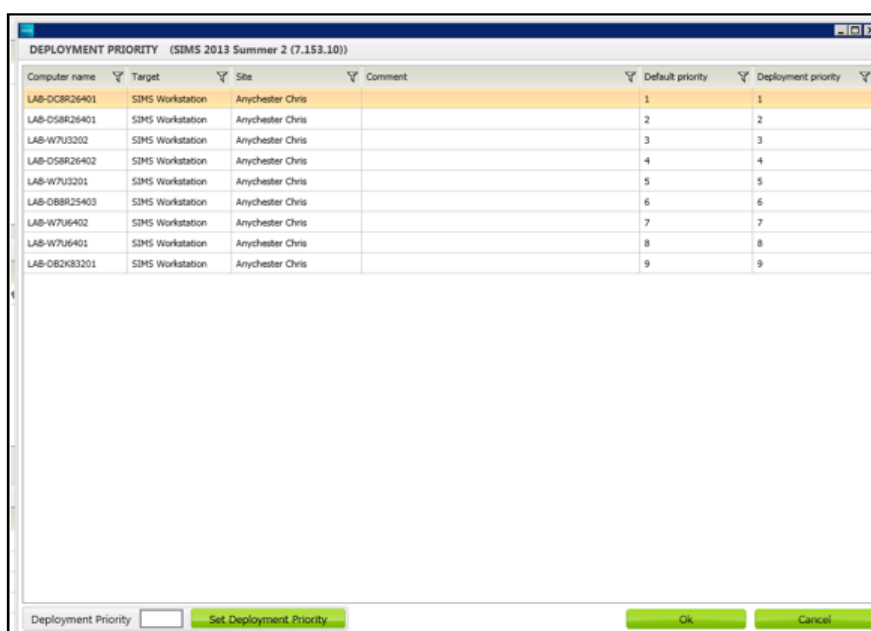 DEPLOYMENT PRIORITY (SIMS 2013 Summer 2 (7.153.10))
Computer name Target Site Comment Default priority Deployment priority
LAB-DC8R26401 SIMS Workstation Anychester Chris 1 1
LAB-DS8R26401 SIMS Workstation Anychester Chris 2 2
LAB-W7U3202 SIMS Workstation Anychester Chris 3 3
LAB-DS8R26402 SIMS Workstation Anychester Chris 4 4
LAB-W7U3201 SIMS Workstation Anychester Chris 5 5
LAB-DB8R25403 SIMS Workstation Anychester Chris 6 6
LAB-W7U6402 SIMS Workstation Anychester Chris 7 7
LAB-W7U6401 SIMS Workstation Anychester Chris 8 8
LAB-DB2K83201 SIMS Workstation Anychester Chris 9 9
Deployment Priority Set Deployment Priority Ok Cancel